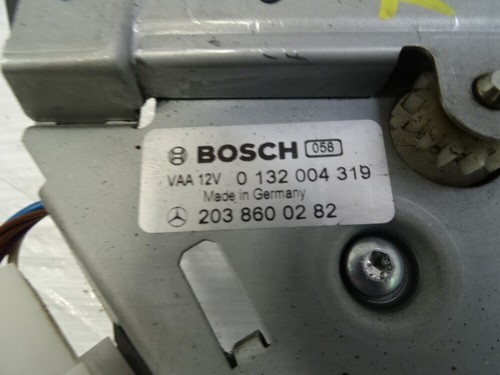 BOSCH 058
VAA 12V 0 132 004 319
Made in Germany
203 860 02 82